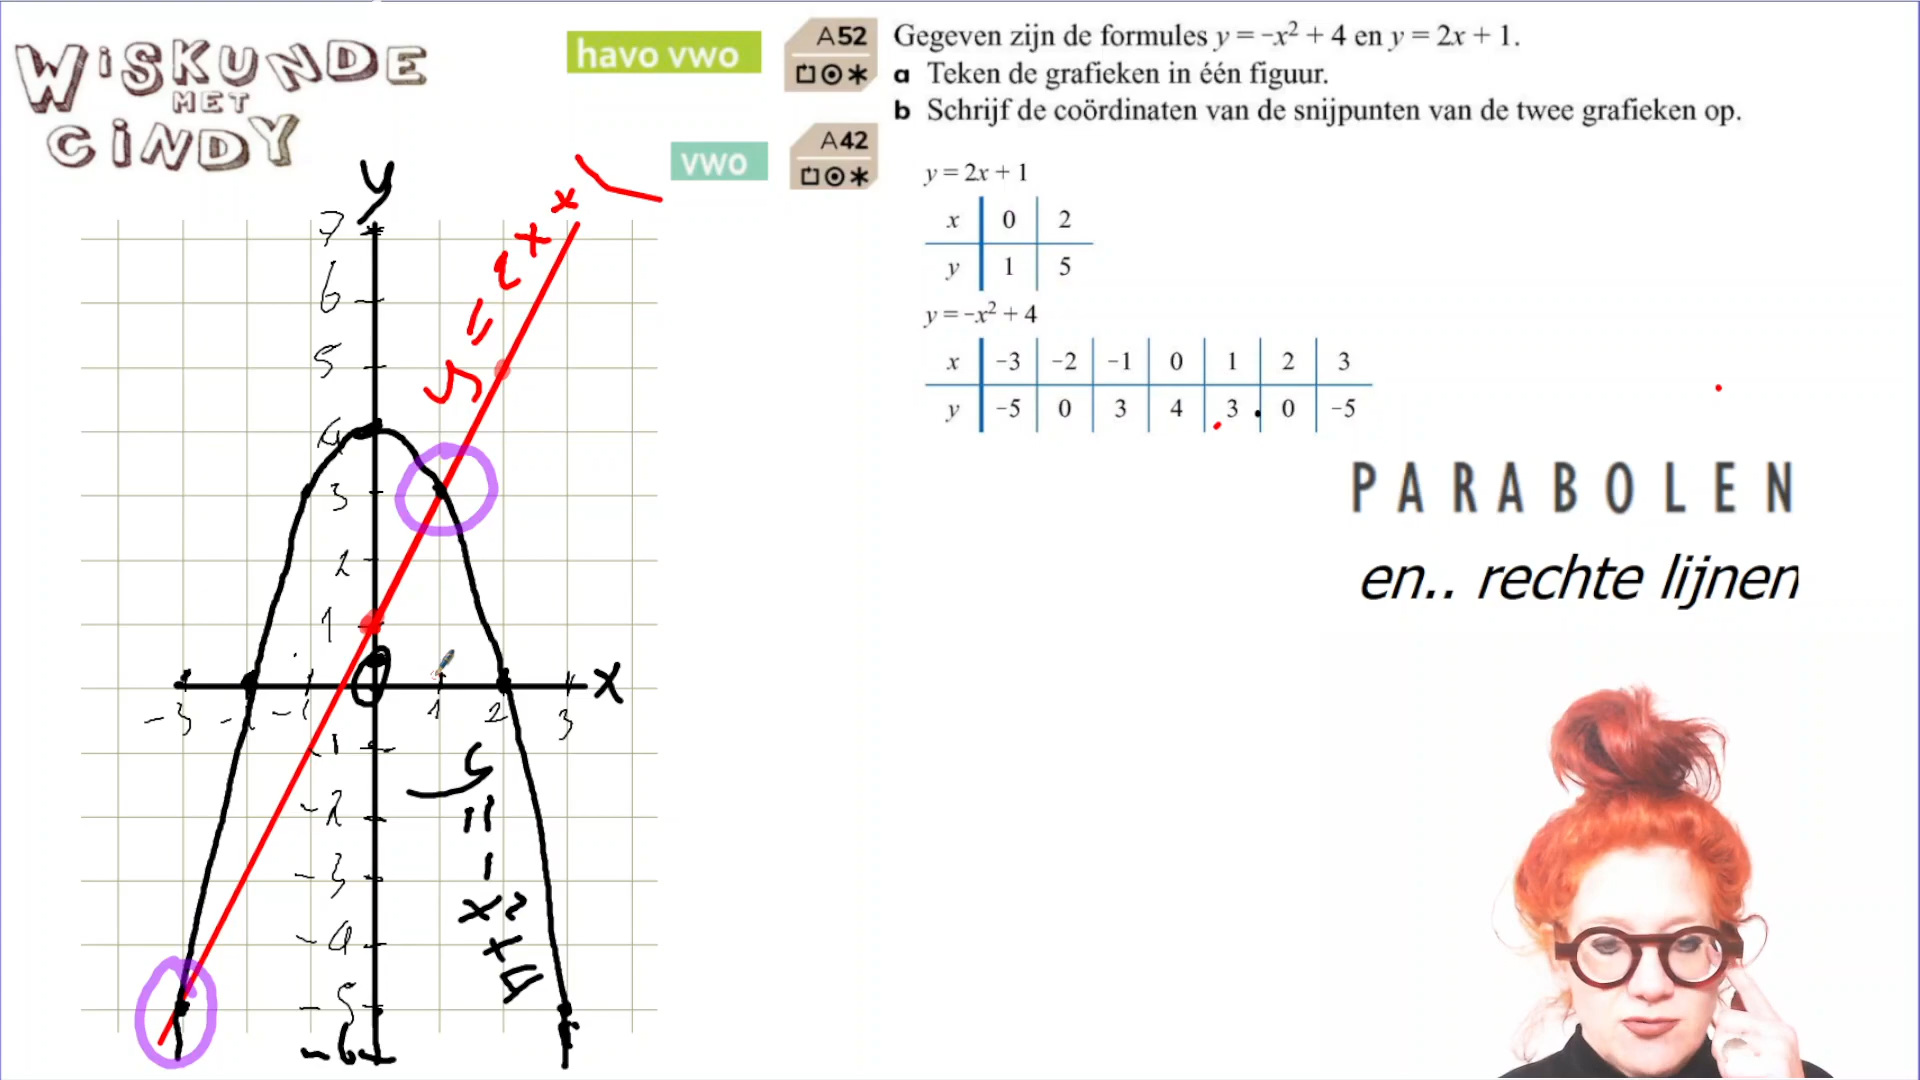 WiSKUNDE
MET
CiNDY
havo vwo
A52
Gegeven zijn de formules y = -x² + 4 en y = 2x + 1.
a Teken de grafieken in één figuur.
b Schrijf de coördinaten van de snijpunten van de twee grafieken op.
vwo
A42
y = 2x + 1
x 0 2
y 1 5
y = -x² + 4
x -3 -2 -1 0 1 2 3
y -5 0 3 4 3 0 -5
PARABOLEN
en.. rechte lijnen
y
7
6
5
4
3
2
1
0
x
-3 -1 1 2 3
-1
-2
-3
-4
-5
-6
y = 2x + 1
y = -x² + 4